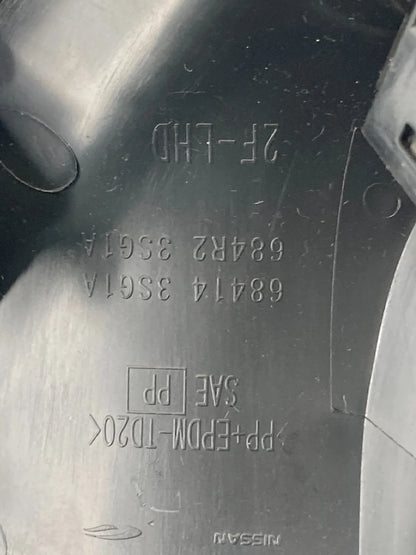 NISSAN
>PP+EPDM-TD20<
SAE PP
68414 3SG1A
684R2 3SG1A
2F-LHD